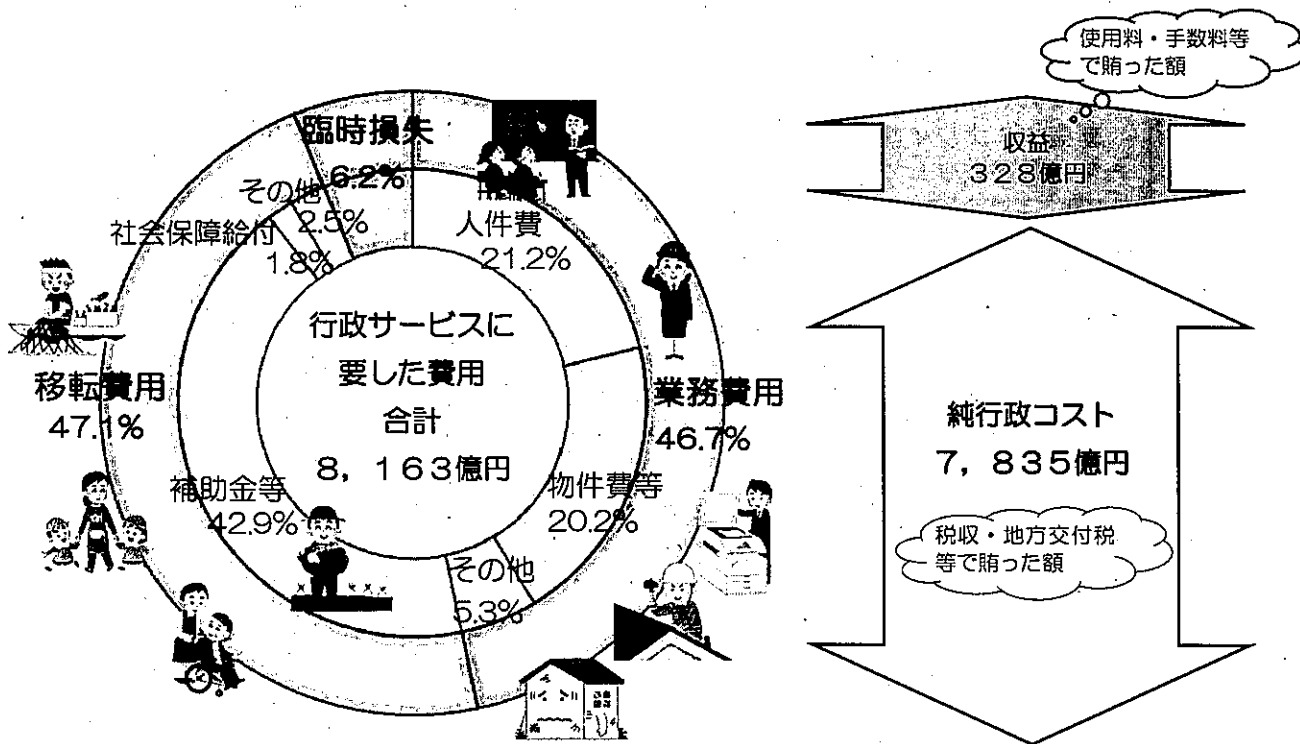 使用料・手数料等
で賄った額
収益
328億円
臨時損失
6.2%
その他
2.5%
社会保障給付
1.8%
人件費
21.2%
行政サービスに
要した費用
合計
8,163億円
移転費用
47.1%
業務費用
46.7%
補助金等
42.9%
物件費等
20.2%
その他
5.3%
純行政コスト
7,835億円
税収・地方交付税
等で賄った額